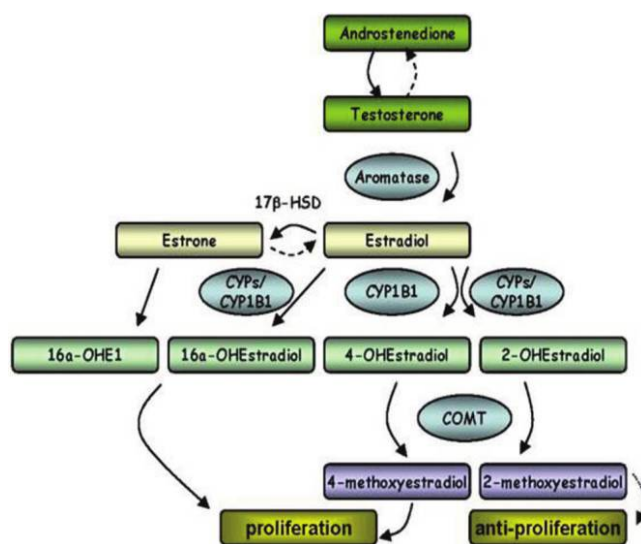 Androstenedione
Testosterone
Aromatase
17β-HSD
Estrone
Estradiol
CYPs/
CYP1B1
CYP1B1
CYPs/
CYP1B1
16a-OHE1
16a-OHEstradiol
4-OHEstradiol
2-OHEstradiol
COMT
4-methoxyestradiol
2-methoxyestradiol
proliferation
anti-proliferation